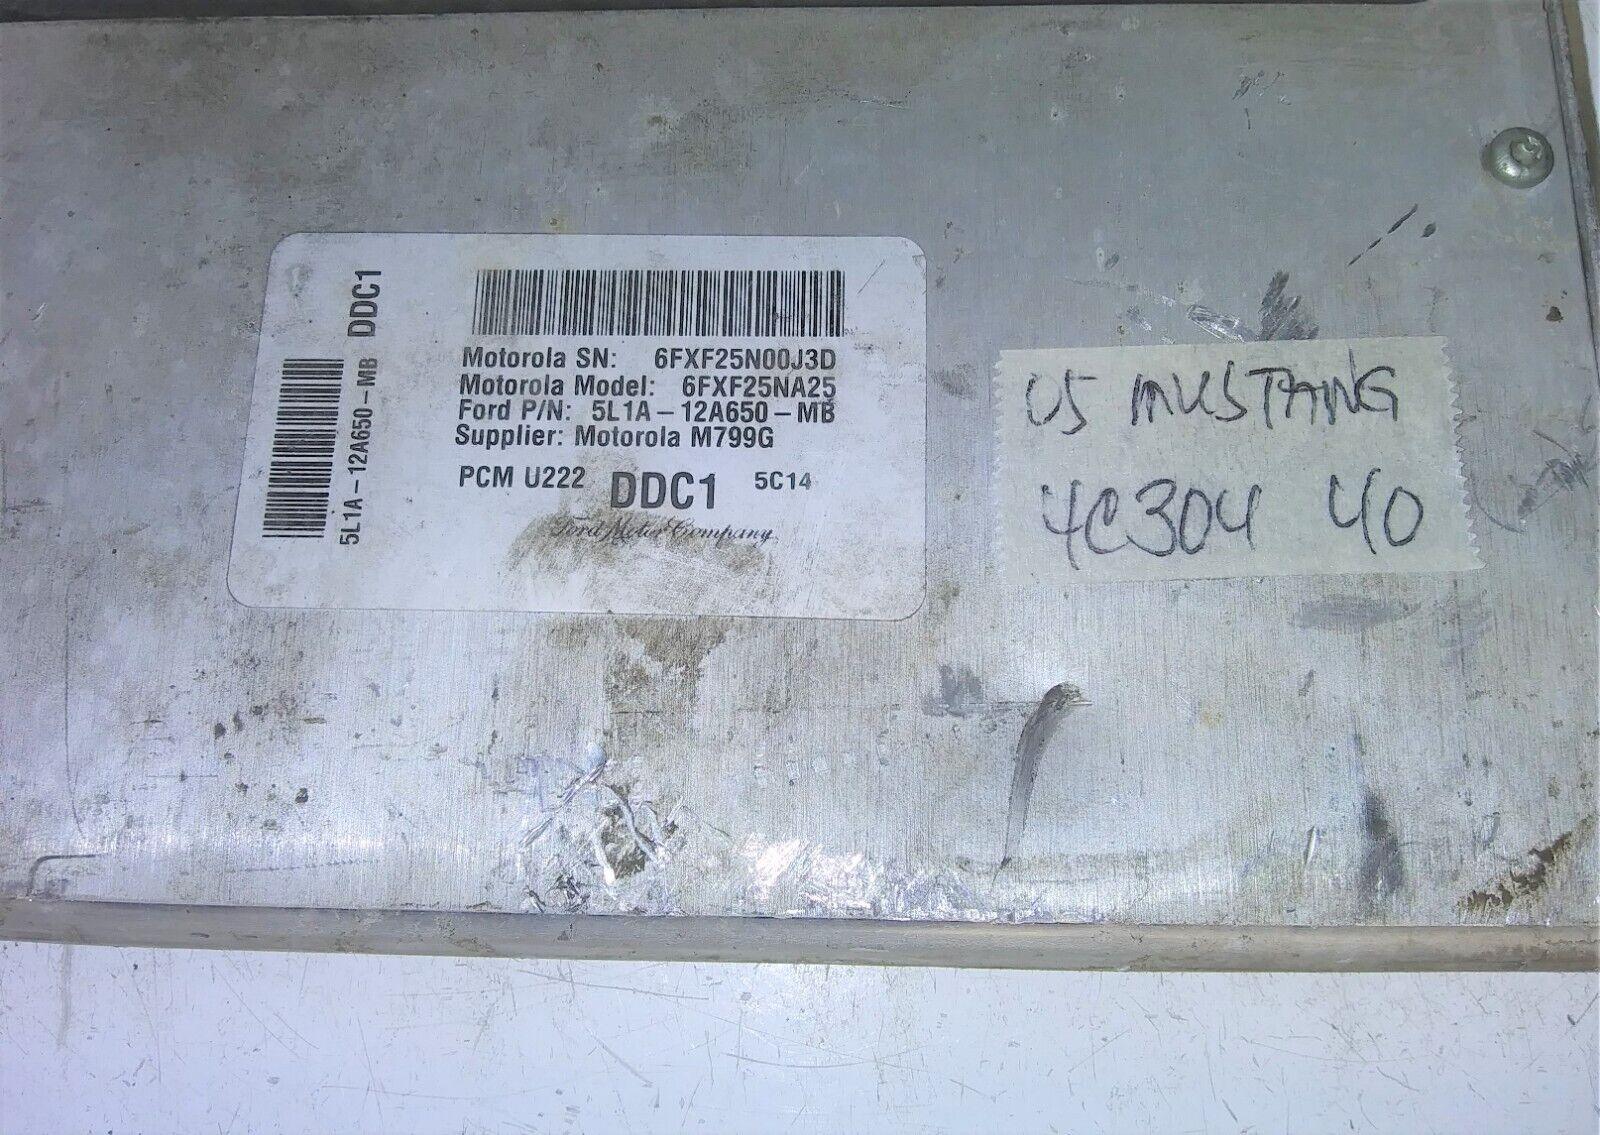 5L1A-12A650-MB DDC1
Motorola SN: 6FXF25N00J3D
Motorola Model: 6FXF25NA25
Ford P/N: 5L1A-12A650-MB
Supplier: Motorola M799G
PCM U222 DDC1 5C14
Ford Motor Company
05 MUSTANG
4C304 40